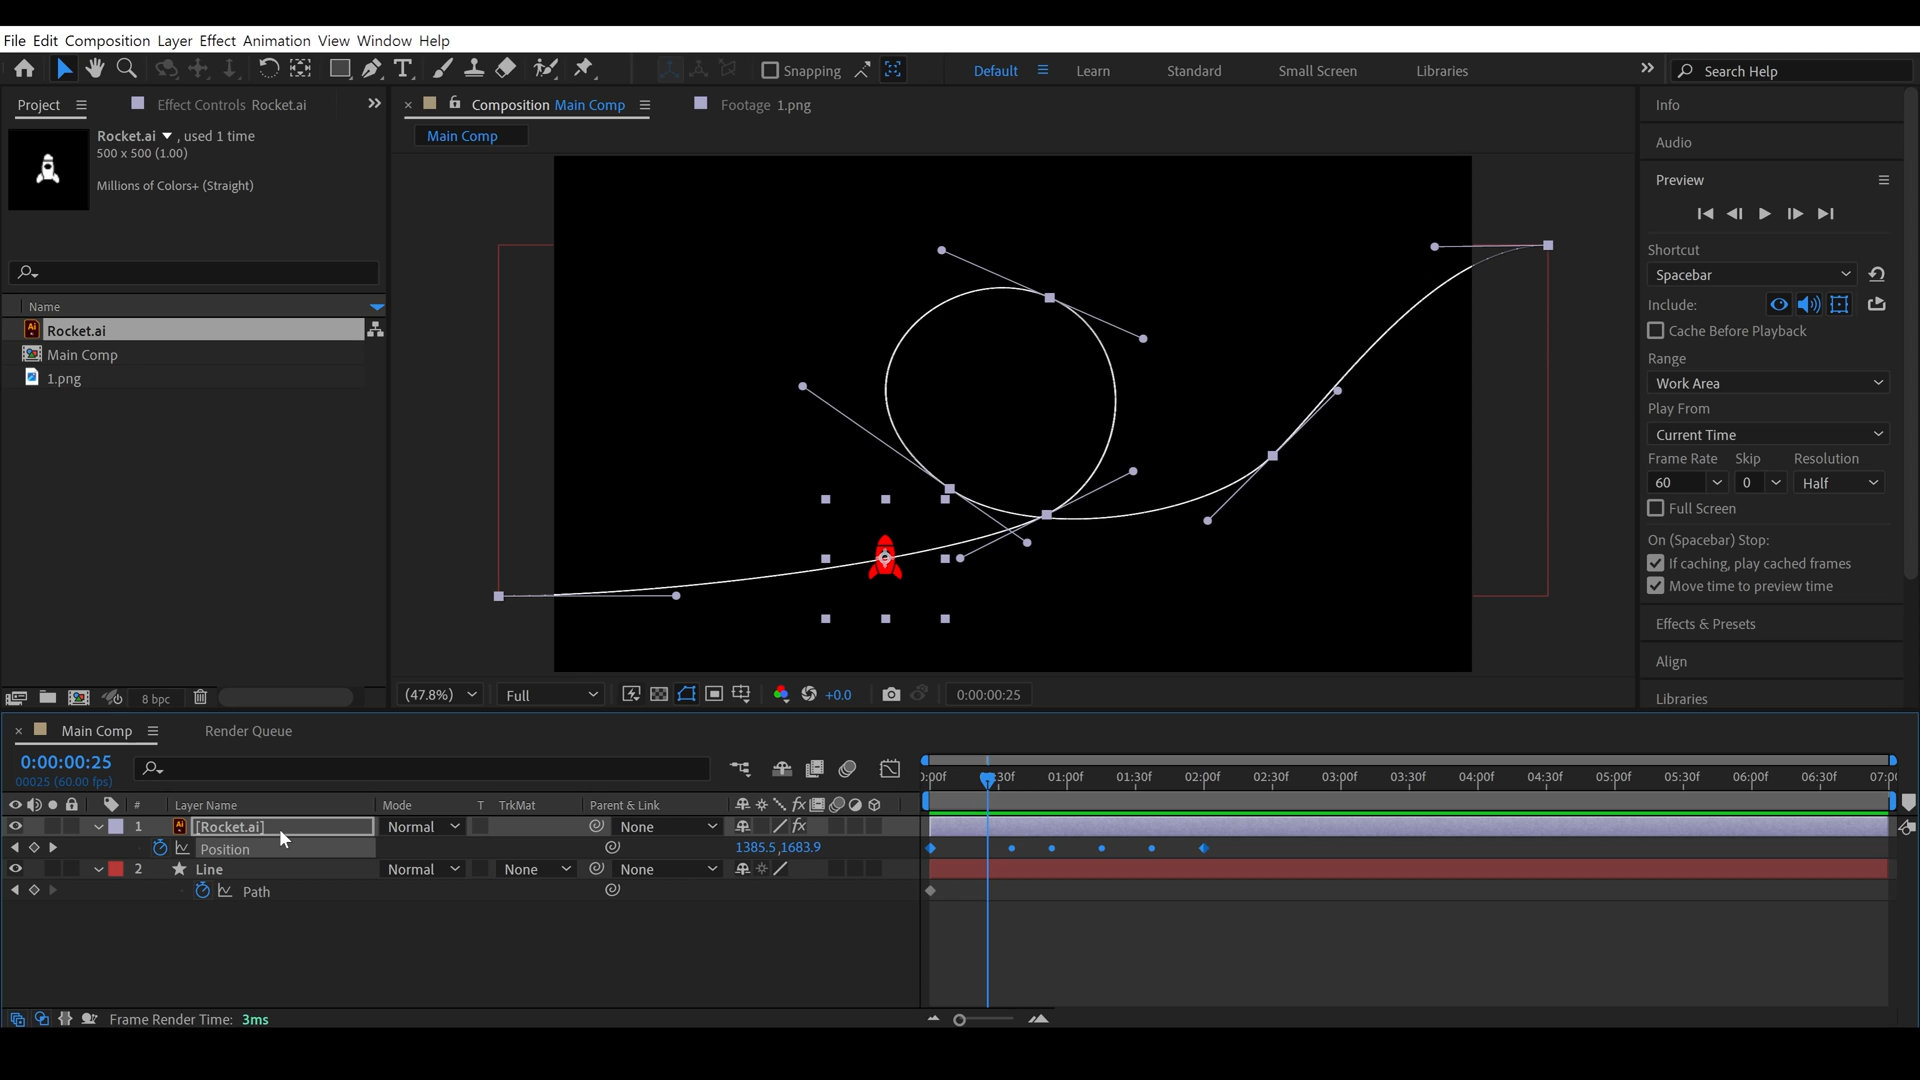 File Edit Composition Layer Effect Animation View Window Help
Snapping
Default
Learn
Standard
Small Screen
Libraries
Search Help
Project
Effect Controls Rocket.ai
Composition Main Comp
Footage 1.png
Info
Rocket.ai , used 1 time
500 x 500 (1.00)
Millions of Colors+ (Straight)
Main Comp
Audio
Preview
Shortcut
Spacebar
Include:
Cache Before Playback
Range
Work Area
Play From
Current Time
Frame Rate Skip Resolution
60 0 Half
Full Screen
On (Spacebar) Stop:
If caching, play cached frames
Move time to preview time
Effects & Presets
Align
Libraries
Name
Ai Rocket.ai
Main Comp
1.png
8 bpc
(47.8%)
Full
+0.0
0:00:00:25
Main Comp
Render Queue
0:00:00:25
00025 (60.00 fps)
):00f :30f 01:00f 01:30f 02:00f 02:30f 03:00f 03:30f 04:00f 04:30f 05:00f 05:30f 06:00f 06:30f 07:0(
# Layer Name Mode T TrkMat Parent & Link fx
1 Ai [Rocket.ai] Normal None fx
Position 1385.5,1683.9
2 Line Normal None None
Path
Frame Render Time: 3ms